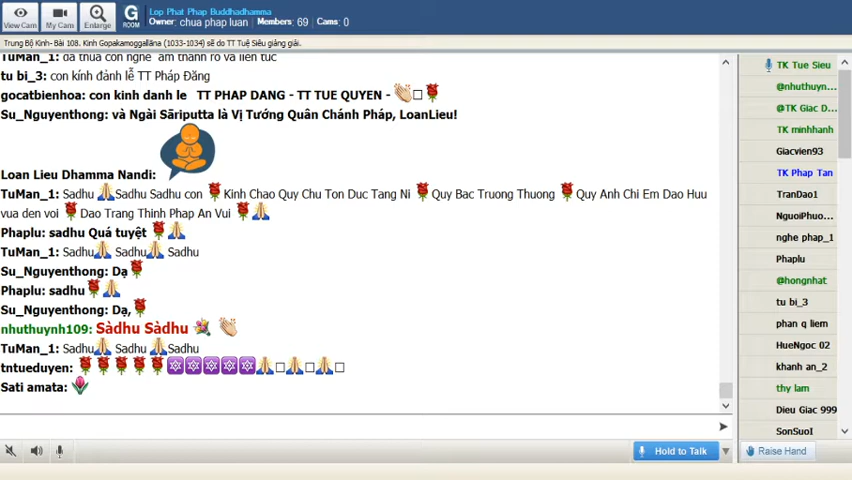 View Cam
My Cams
Enlarge
G
ROOM
Lop Phat Phap Buddhadhamma
Owner: chua phap luan Members: 69 Cams: 0
Trung Bộ Kinh- Bài 108. Kinh Gopakamoggallāna (1033-1034) sẽ do TT Tuệ Siêu giảng giải.
TuMan_1: da thua con nghe am thanh ro va lien tuc
tu bi_3: con kính đảnh lễ TT Pháp Đăng
gocatbienhoa: con kinh danh le TT PHAP DANG - TT TUE QUYEN -
Su_Nguyenthong: và Ngài Sāriputta là Vị Tướng Quân Chánh Pháp, LoanLieu!
Loan Lieu Dhamma Nandi:
TuMan_1: Sadhu Sadhu Sadhu con Kinh Chao Quy Chu Ton Duc Tang Ni Quy Bac Truong Thuong Quy Anh Chi Em Dao Huu
vua den voi Dao Trang Thinh Phap An Vui
Phaplu: sadhu Quá tuyệt
TuMan_1: Sadhu Sadhu Sadhu
Su_Nguyenthong: Dạ
Phaplu: sadhu
Su_Nguyenthong: Dạ,
nhuthuynh109: Sàdhu Sàdhu
TuMan_1: Sadhu Sadhu Sadhu
tntueduyen:
Sati amata:
TK Tue Sieu
@nhuthuyn...
@TK Giac D...
TK minhhanh
Giacvien93
TK Phap Tan
TranDao1
NguoiPhuo...
nghe phap_1
Phaplu
@hongnhat
tu bi_3
phan q liem
HueNgoc 02
khanh an_2
thy lam
Dieu Giac 999
SonSuoI
Hold to Talk
Raise Hand